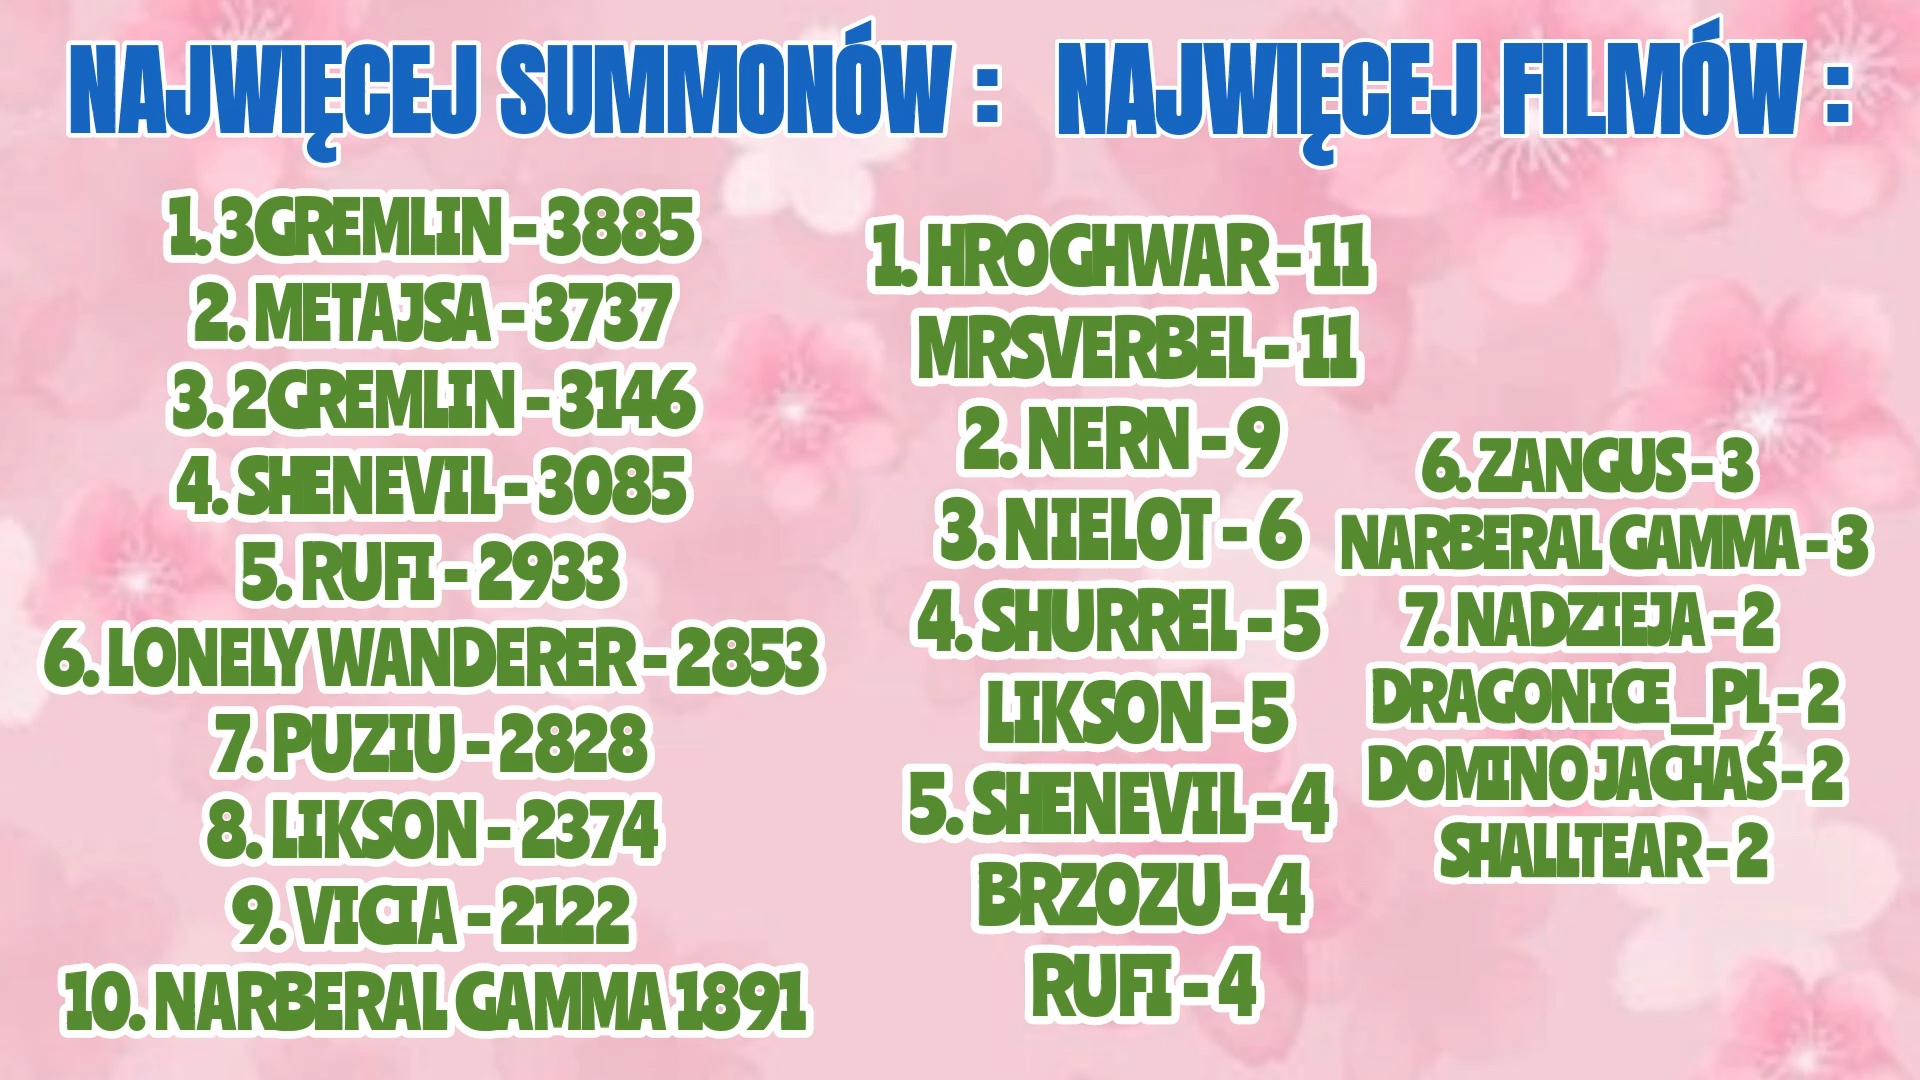 NAJWIĘCEJ SUMMONÓW :
1. 3GREMLIN - 3885
2. METAJSA - 3737
3. 2GREMLIN - 3146
4. SHENEVIL - 3085
5. RUFI - 2933
6. LONELY WANDERER - 2853
7. PUZIU - 2828
8. LIKSON - 2374
9. VICIA - 2122
10. NARBERAL GAMMA 1891
NAJWIĘCEJ FILMÓW :
1. HROGHWAR - 11
MRSVERBEL - 11
2. NERN - 9
3. NIELOT - 6
4. SHURREL - 5
LIKSON - 5
5. SHENEVIL - 4
BRZOZU - 4
RUFI - 4
6. ZANGUS - 3
NARBERAL GAMMA - 3
7. NADZIEJA - 2
DRAGONICE_PL - 2
DOMINO JACHAŚ - 2
SHALLTEAR - 2